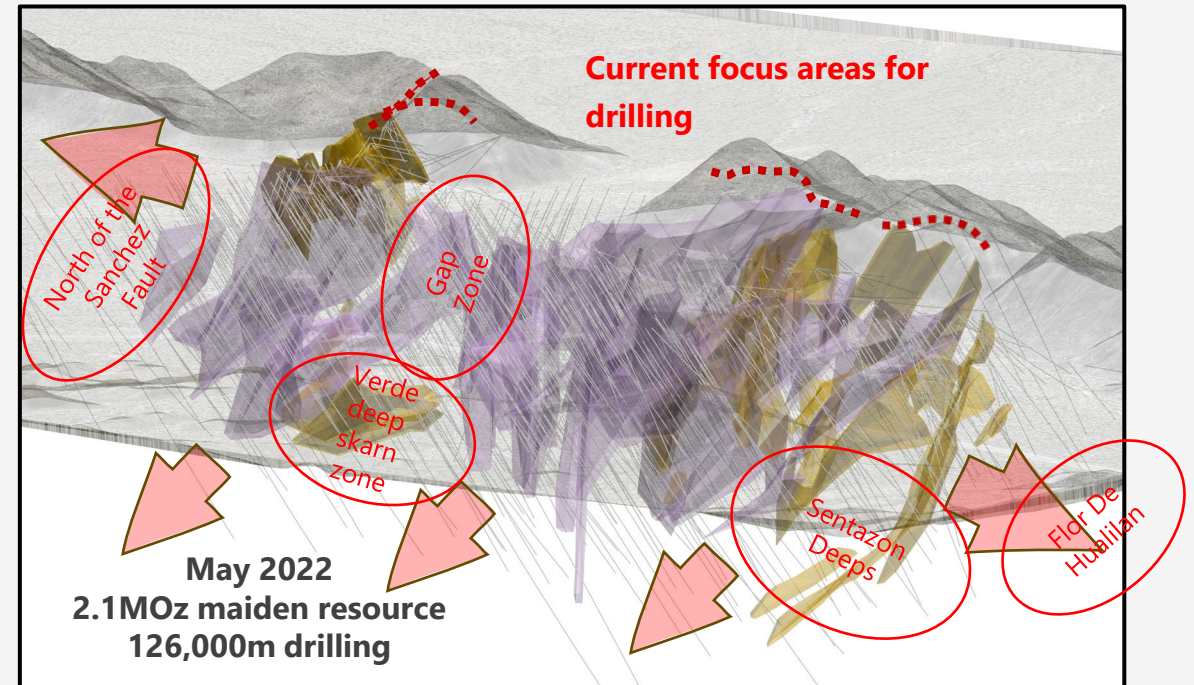 Current focus areas for
drilling
North of the
Sanchez
Fault
Gap
Zone
Verde
deep
skarn
zone
Sentazon
Deeps
Flor De
Hualilan
May 2022
2.1MOz maiden resource
126,000m drilling